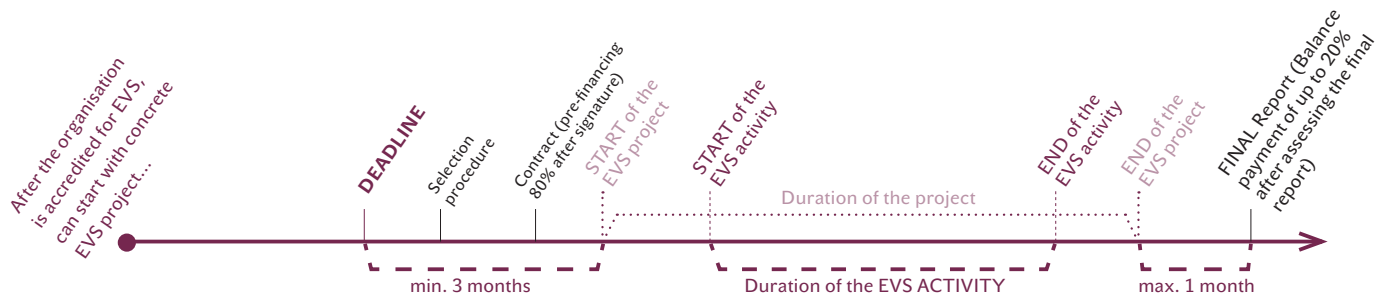 After the organisation
is accredited for EVS,
can start with concrete
EVS project...
DEADLINE
Selection
procedure
Contract (pre-financing
80% after signature)
START of the
EVS project
START of the
EVS activity
END of the
EVS activity
END of the
EVS project
FINAL Report (Balance
payment of up to 20%
after assessing the final
report)
Duration of the project
min. 3 months
Duration of the EVS ACTIVITY
max. 1 month